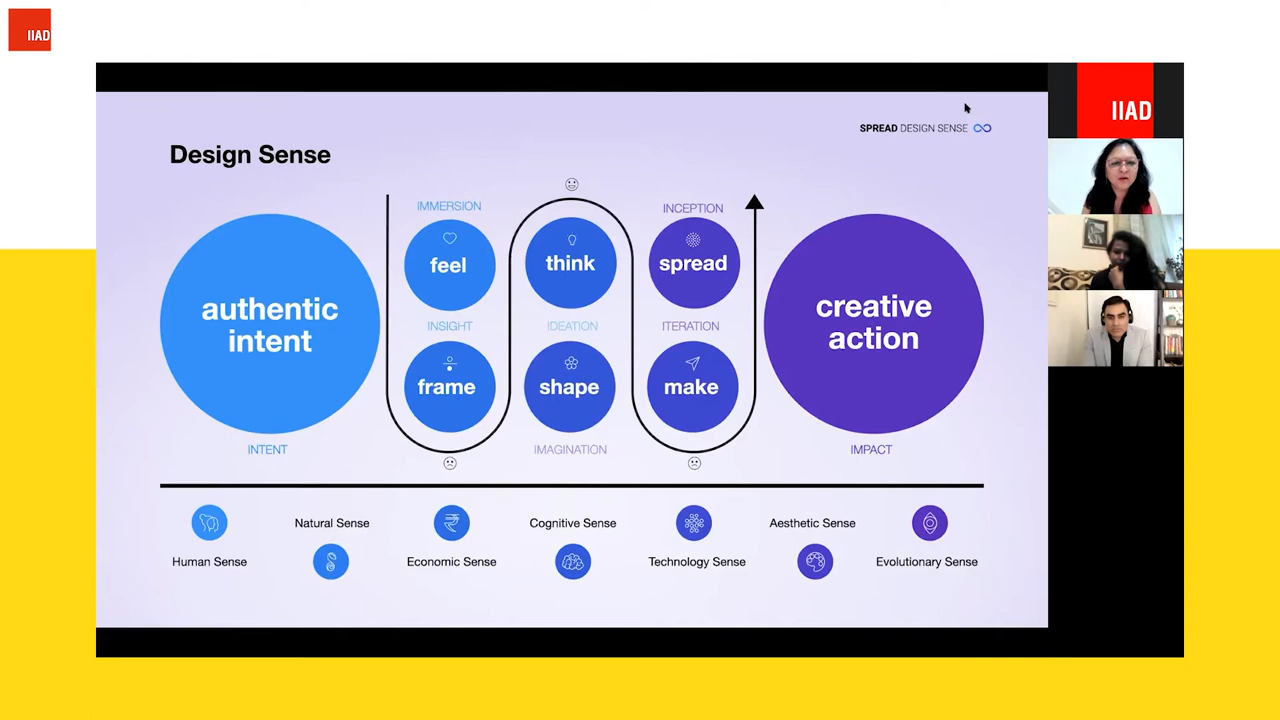 IIAD
IIAD
SPREAD DESIGN SENSE
Design Sense
IMMERSION
INCEPTION
feel
think
spread
authentic
intent
creative
action
INSIGHT
IDEATION
ITERATION
frame
shape
make
INTENT
IMAGINATION
IMPACT
Natural Sense
Cognitive Sense
Aesthetic Sense
Human Sense
Economic Sense
Technology Sense
Evolutionary Sense